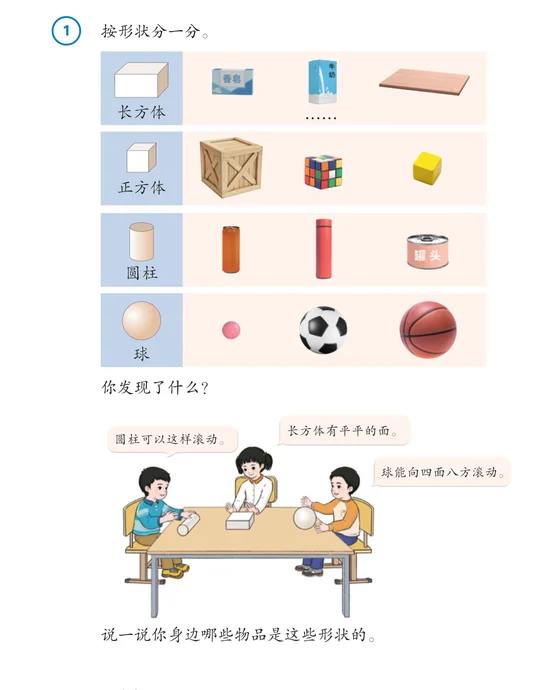 1 按形状分一分。
香皂
牛奶
长方体
……
正方体
罐头
圆柱
球
你发现了什么?
长方体有平平的面。
圆柱可以这样滚动。
球能向四面八方滚动。
说一说你身边哪些物品是这些形状的。